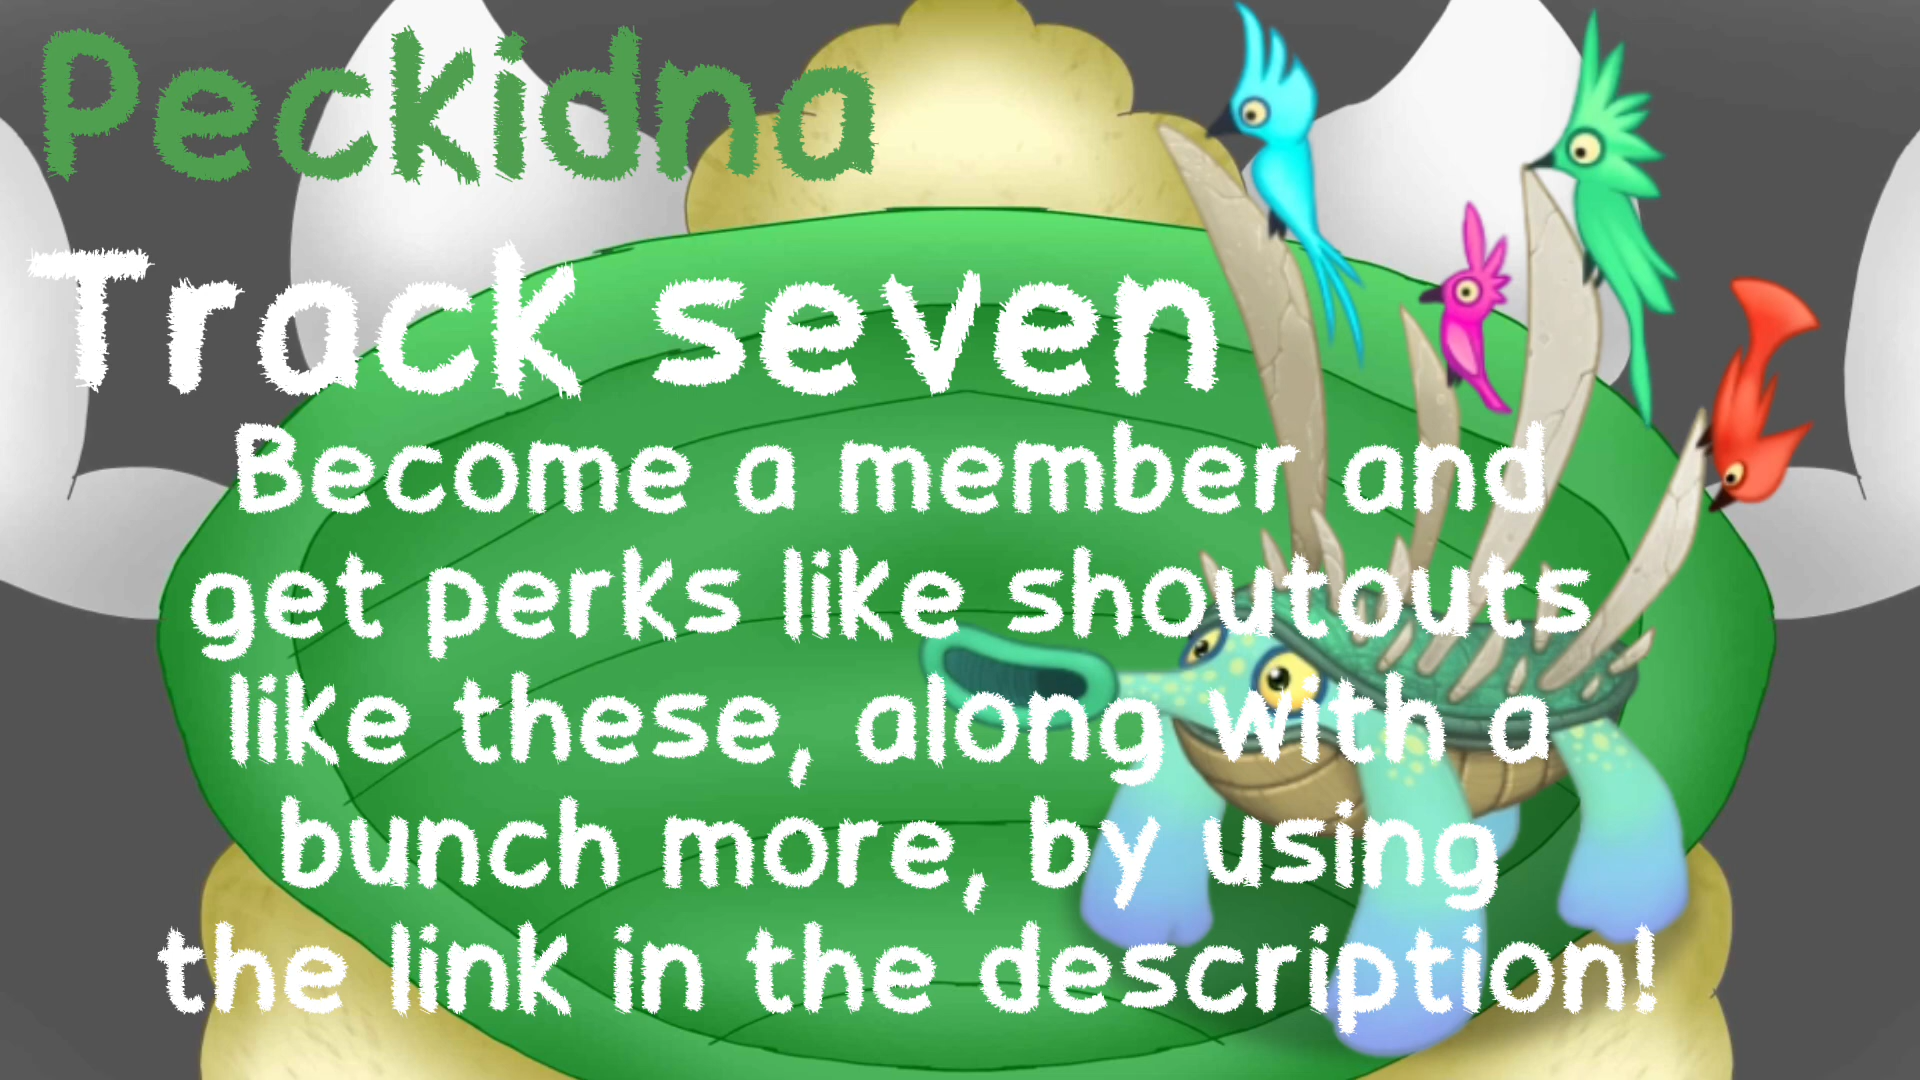 Peckidna
Track seven
Become a member and
get perks like shoutouts
like these, along with a
bunch more, by using
the link in the description!